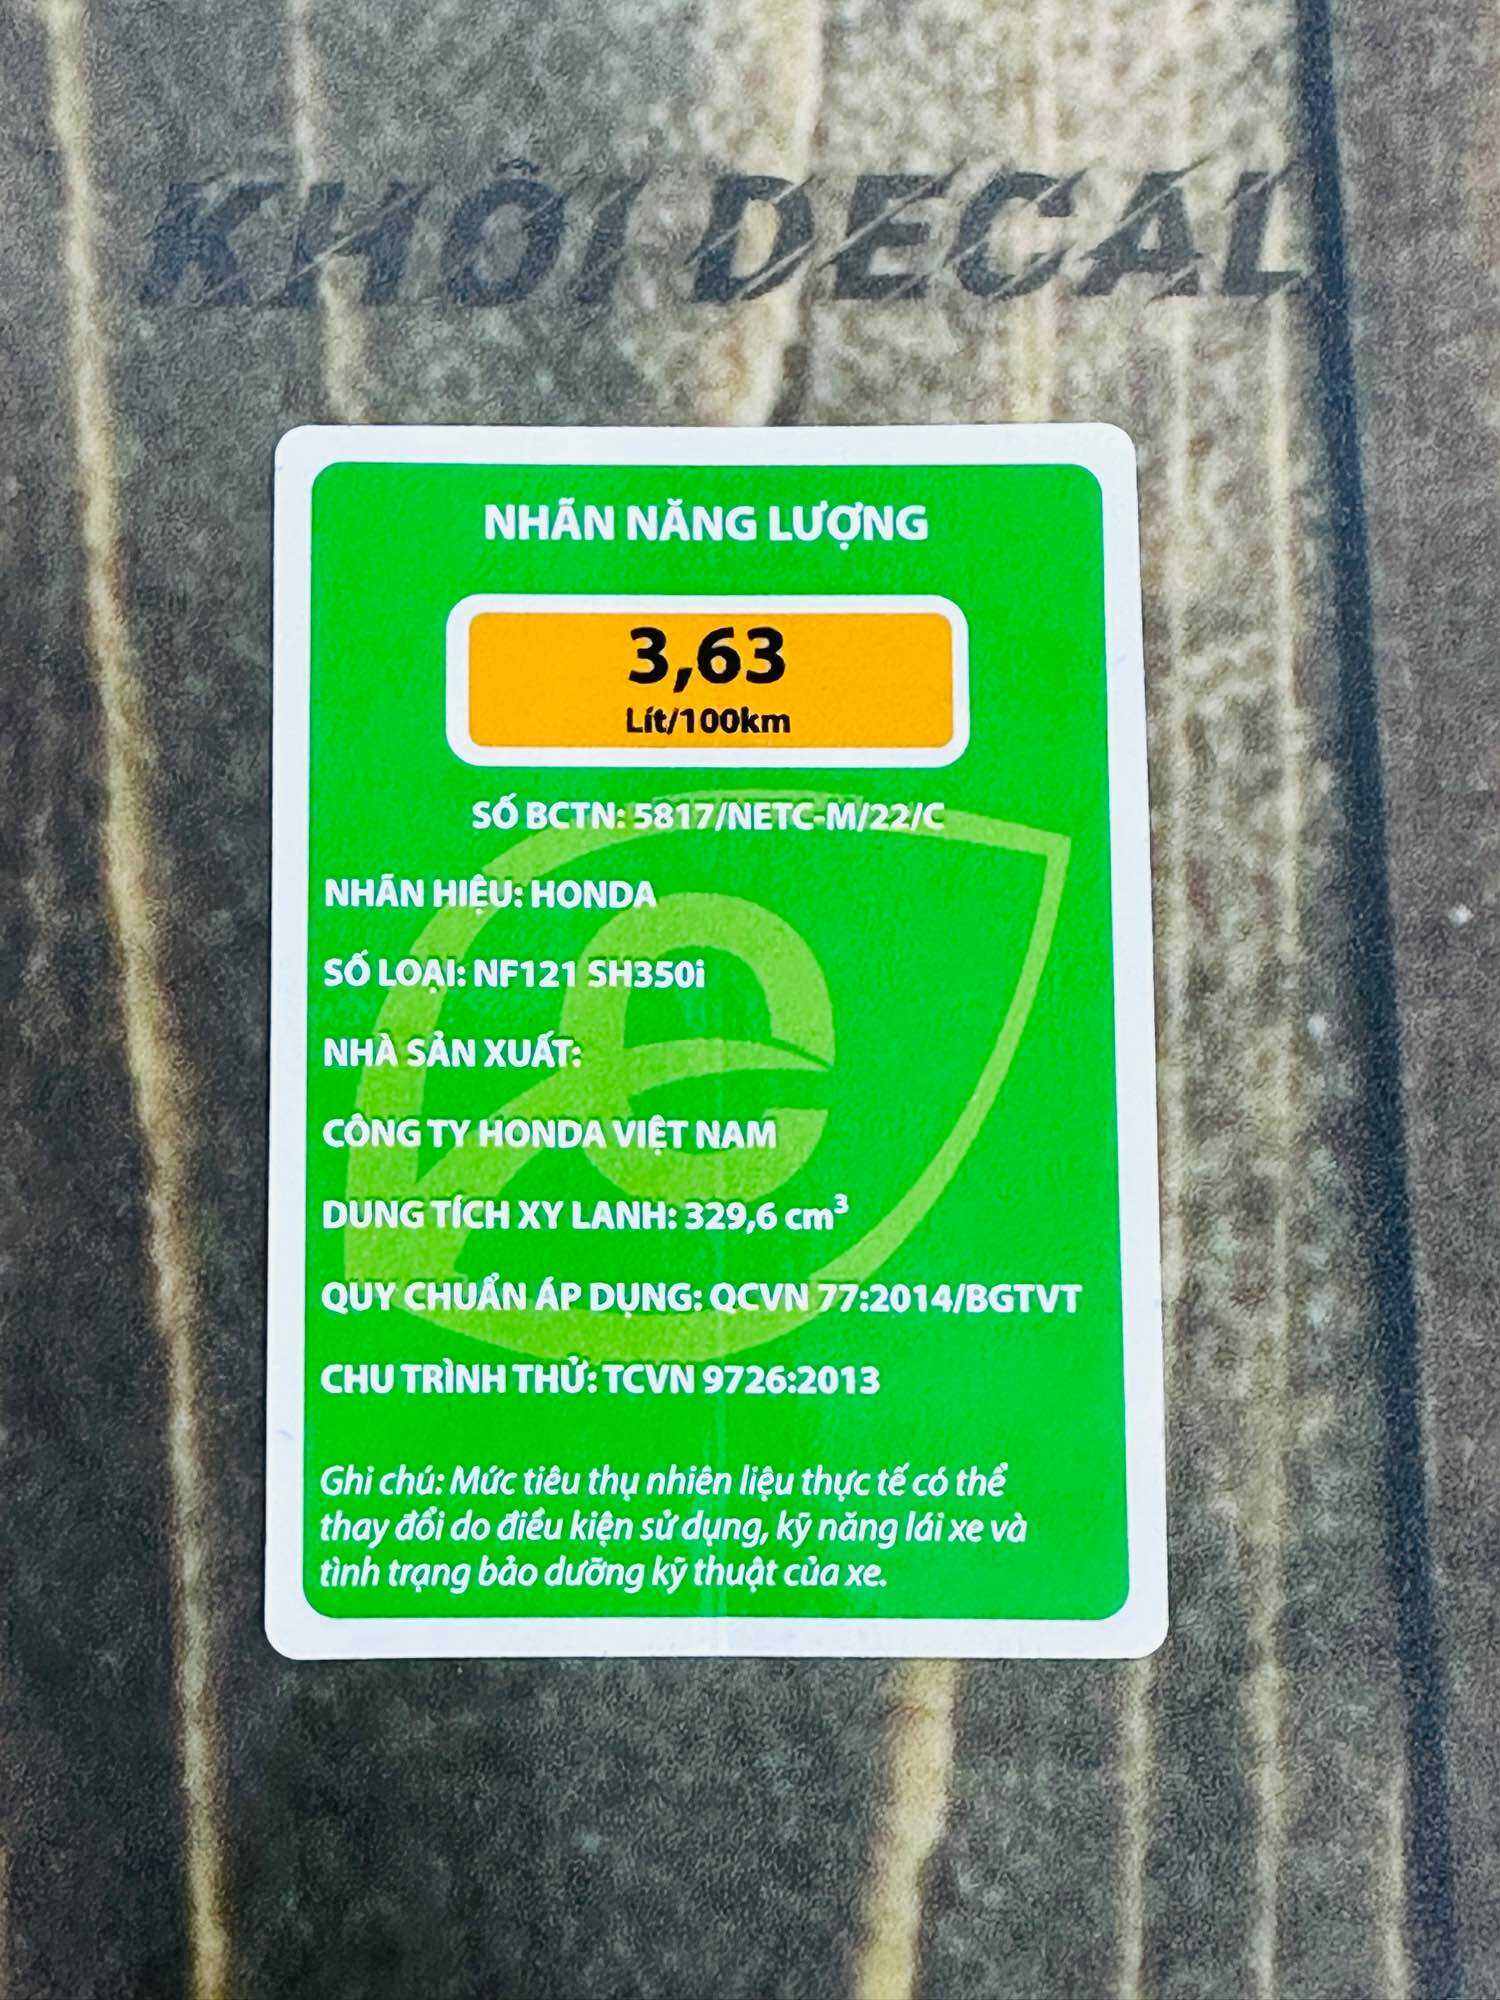 KHÔI DECAL
NHÃN NĂNG LƯỢNG
3,63
Lít/100km
SỐ BCTN: 5817/NETC-M/22/C
NHÃN HIỆU: HONDA
SỐ LOẠI: NF121 SH350i
NHÀ SẢN XUẤT:
CÔNG TY HONDA VIỆT NAM
DUNG TÍCH XY LANH: 329,6 cm³
QUY CHUẨN ÁP DỤNG: QCVN 77:2014/BGTVT
CHU TRÌNH THỬ: TCVN 9726:2013
Ghi chú: Mức tiêu thụ nhiên liệu thực tế có thể
thay đổi do điều kiện sử dụng, kỹ năng lái xe và
tình trạng bảo dưỡng kỹ thuật của xe.